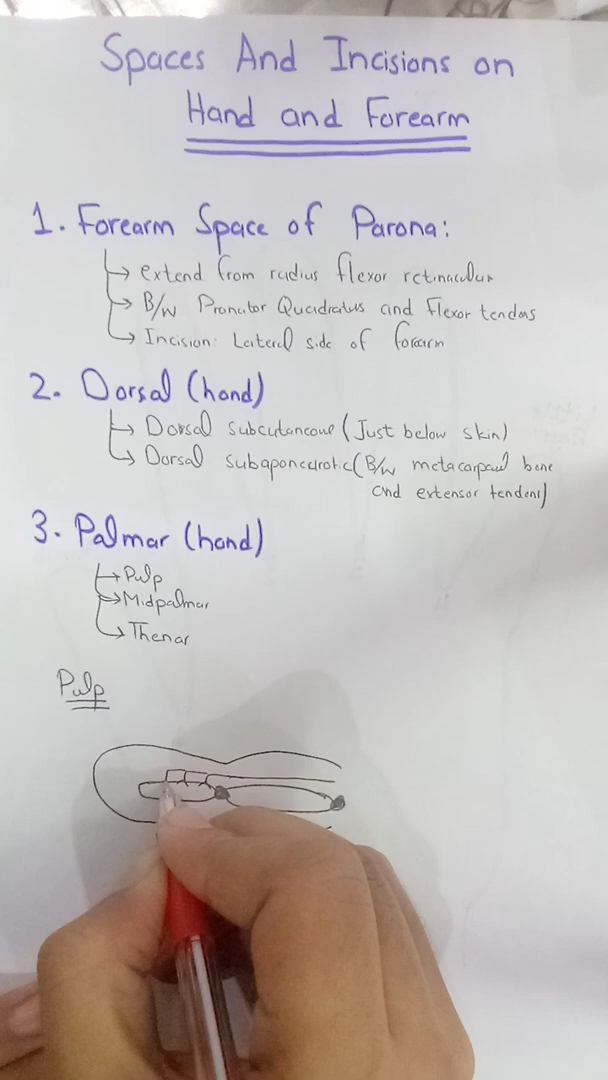 Spaces And Incisions on
Hand and Forearm
1. Forearm Space of Parona:
extend from radius flexor retinacular
B/W Pronator Quadratus and Flexor tendons
Incision: Lateral side of forearm
2. Dorsal (hand)
Dorsal subcutaneous (Just below skin)
Dorsal subaponeurotic (B/W metacarpal bone
and extensor tendons)
3. Palmar (hand)
Pulp
Midpalmar
Thenar
Pulp